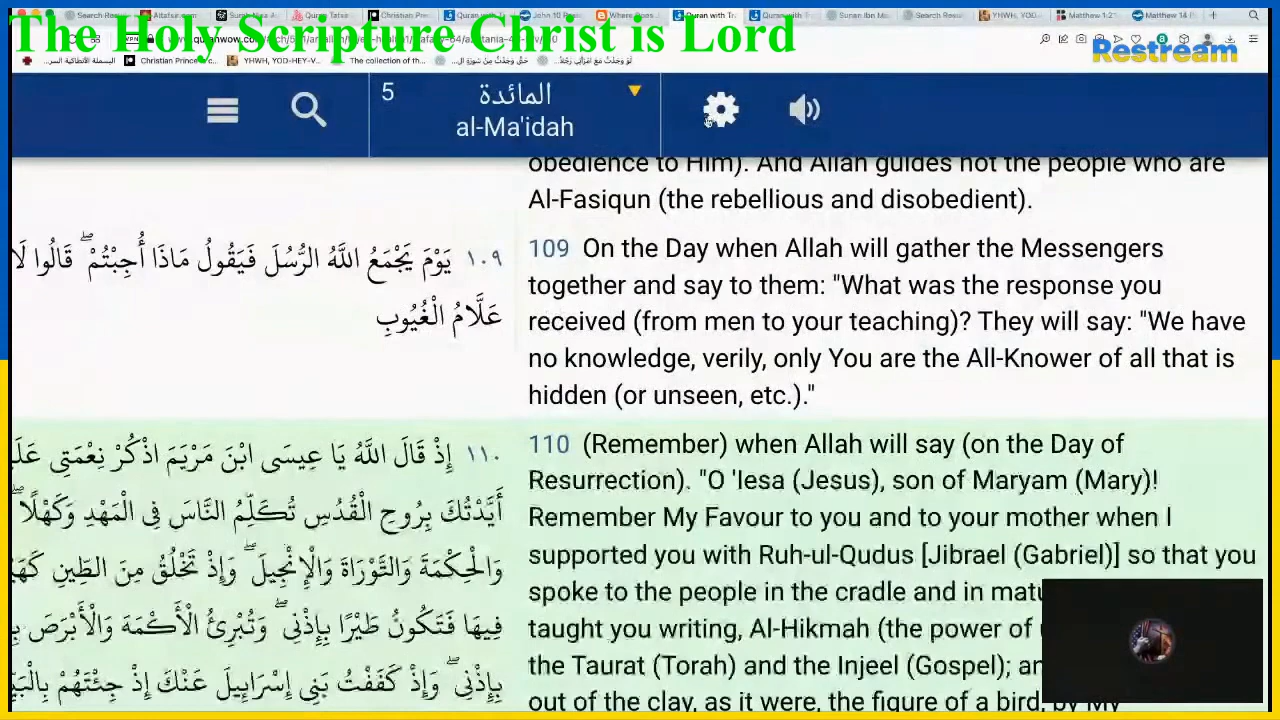 The Holy Scripture Christ is Lord
Restream
Christian Prince
The collection of th...
5
المائدة
al-Ma'idah
obedience to Him). And Allah guides not the people who are
Al-Fasiqun (the rebellious and disobedient).
١٠٩ يَوْمَ يَجْمَعُ اللَّهُ الرُّسُلَ فَيَقُولُ مَاذَا أُجِبْتُمْ ۖ قَالُوا لَا
عَلَّامُ الْغُيُوبِ
109 On the Day when Allah will gather the Messengers
together and say to them: "What was the response you
received (from men to your teaching)? They will say: "We have
no knowledge, verily, only You are the All-Knower of all that is
hidden (or unseen, etc.)."
١١٠ إِذْ قَالَ اللَّهُ يَا عِيسَى ابْنَ مَرْيَمَ اذْكُرْ نِعْمَتِي
أَيَّدْتُكَ بِرُوحِ الْقُدُسِ تُكَلِّمُ النَّاسَ فِي الْمَهْدِ وَكَهْلًا ۖ
وَالْحِكْمَةَ وَالتَّوْرَاةَ وَالْإِنْجِيلَ ۖ وَإِذْ تَخْلُقُ مِنَ الطِّينِ
فِيهَا فَتَكُونُ طَيْرًا بِإِذْنِي ۖ وَتُبْرِئُ الْأَكْمَهَ وَالْأَبْرَصَ
بِإِذْنِي ۖ وَإِذْ كَفَفْتُ بَنِي إِسْرَائِيلَ عَنْكَ إِذْ جِئْتَهُمْ
110 (Remember) when Allah will say (on the Day of
Resurrection). "O 'Iesa (Jesus), son of Maryam (Mary)!
Remember My Favour to you and to your mother when I
supported you with Ruh-ul-Qudus [Jibrael (Gabriel)] so that you
spoke to the people in the cradle and in
taught you writing, Al-Hikmah (the power of
the Taurat (Torah) and the Injeel (Gospel);
out of the clay, as it were, the figure of a bird, by My